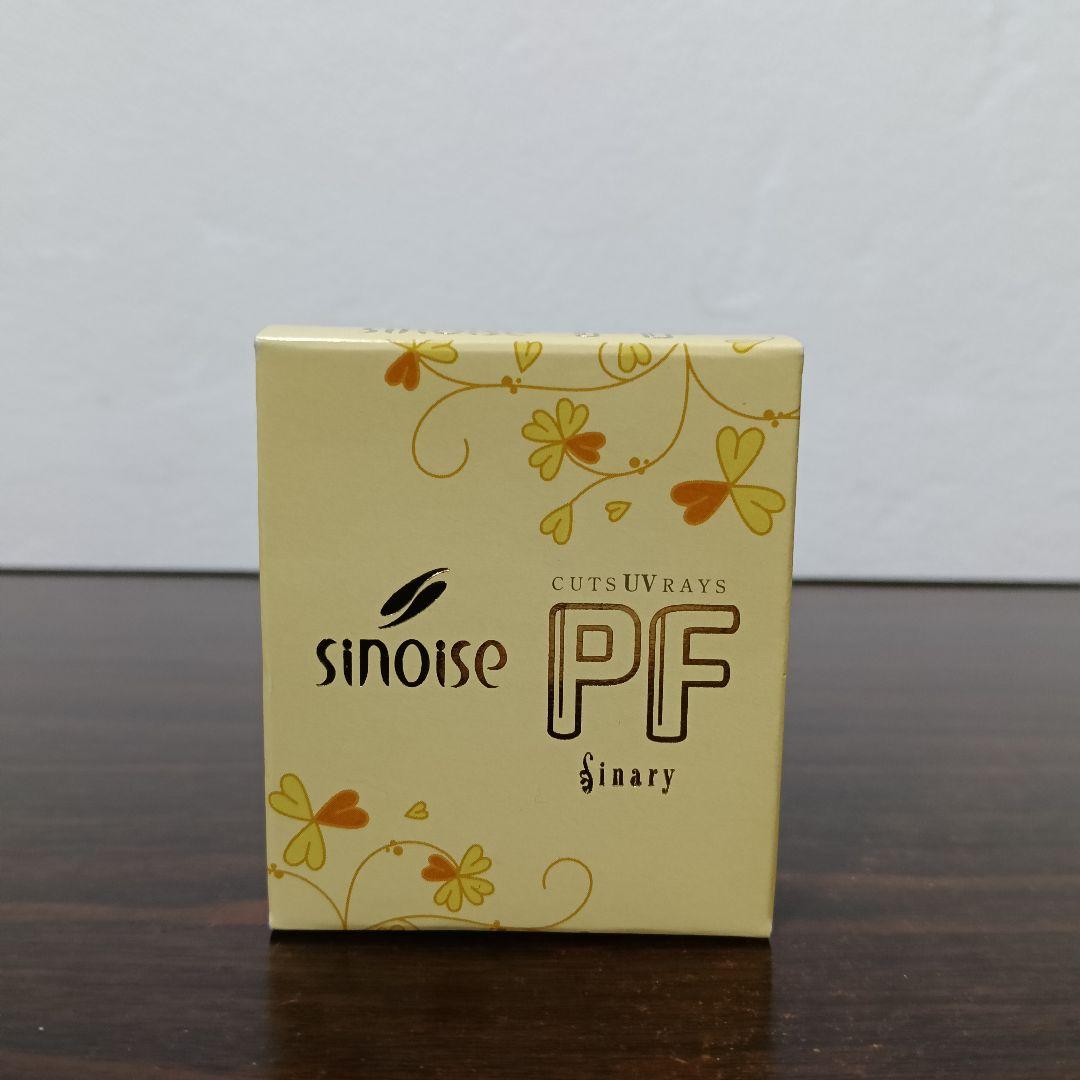 sinoise
CUTS UV RAYS
PF
Sinary